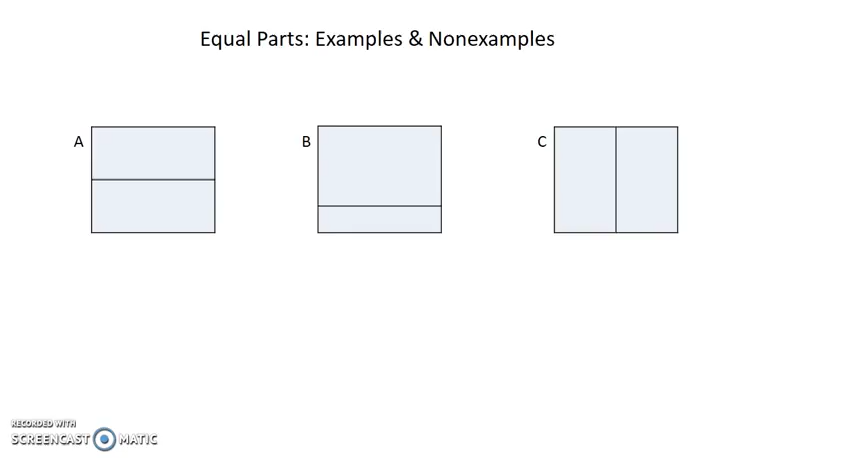 Equal Parts: Examples & Nonexamples
A
B
C
RECORDED WITH
SCREENCAST MATIC